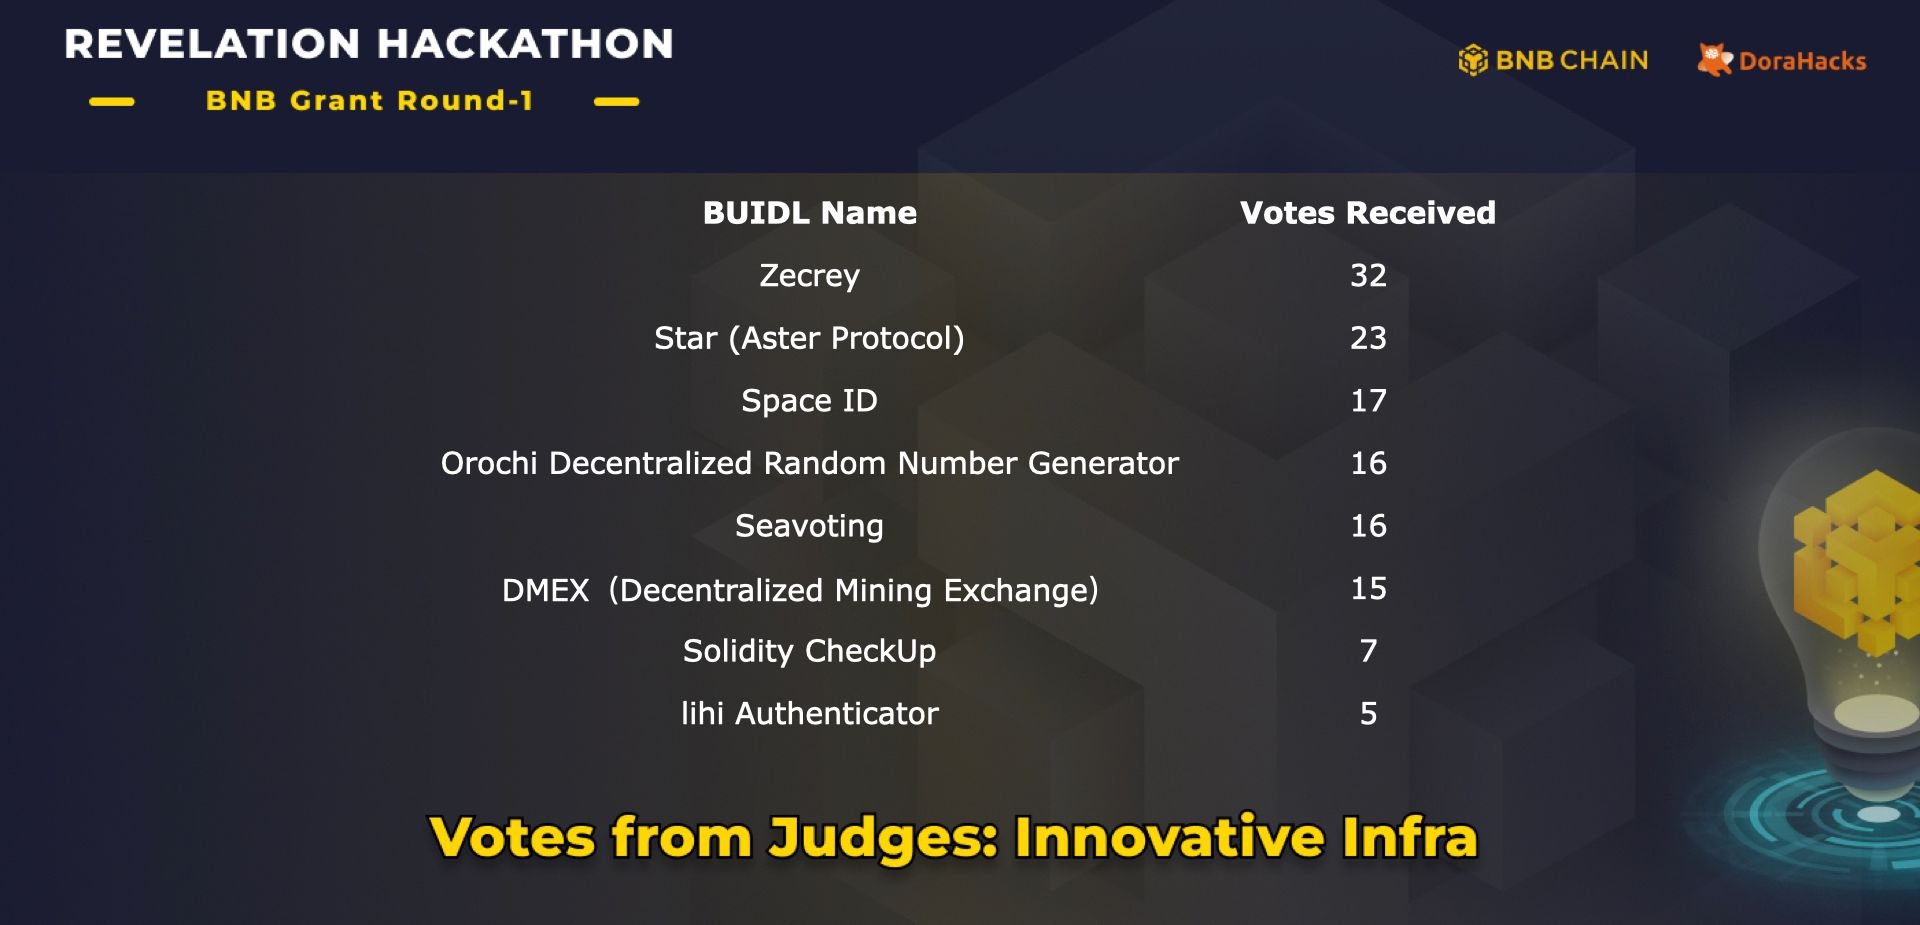 REVELATION HACKATHON
BNB Grant Round-1
BNB CHAIN
DoraHacks
BUIDL Name Votes Received
Zecrey 32
Star (Aster Protocol) 23
Space ID 17
Orochi Decentralized Random Number Generator 16
Seavoting 16
DMEX（Decentralized Mining Exchange） 15
Solidity CheckUp 7
lihi Authenticator 5
Votes from Judges: Innovative Infra